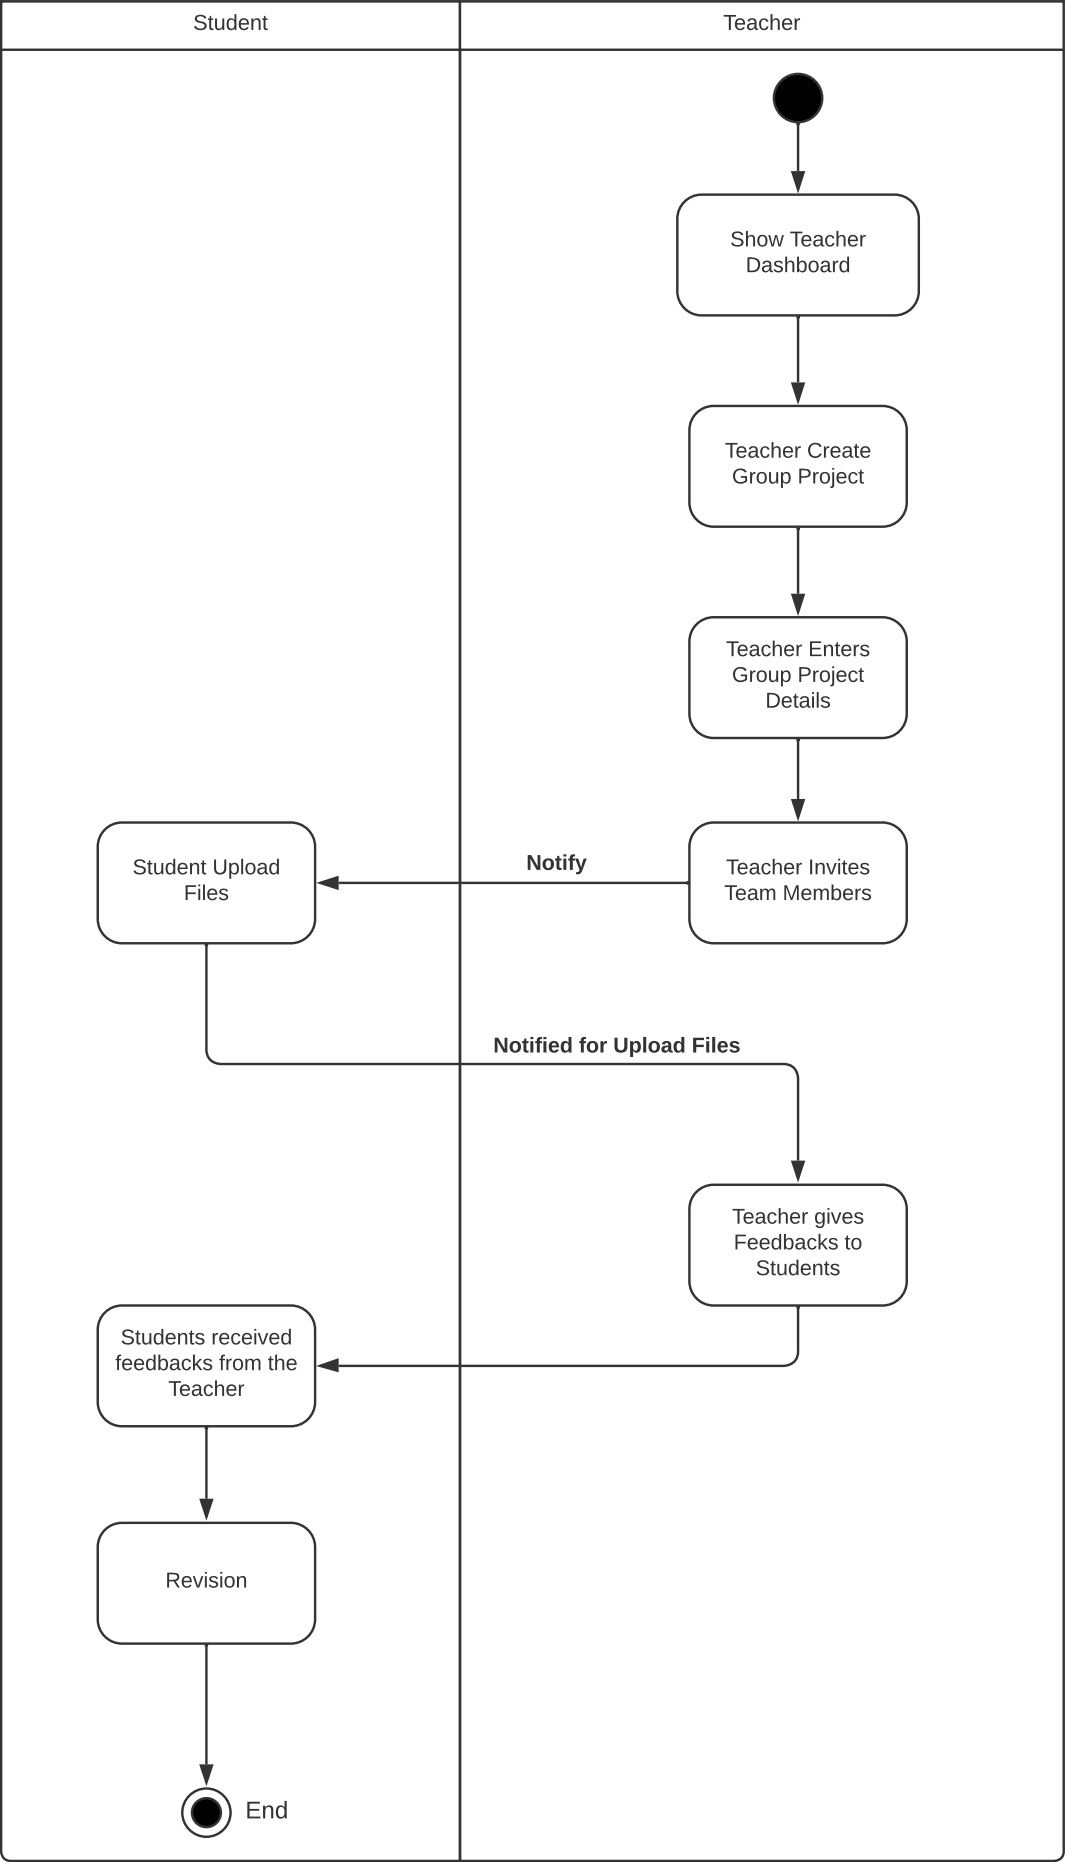 Student
Teacher
Show Teacher
Dashboard
Teacher Create
Group Project
Teacher Enters
Group Project
Details
Student Upload
Files
Notify
Teacher Invites
Team Members
Notified for Upload Files
Teacher gives
Feedbacks to
Students
Students received
feedbacks from the
Teacher
Revision
End